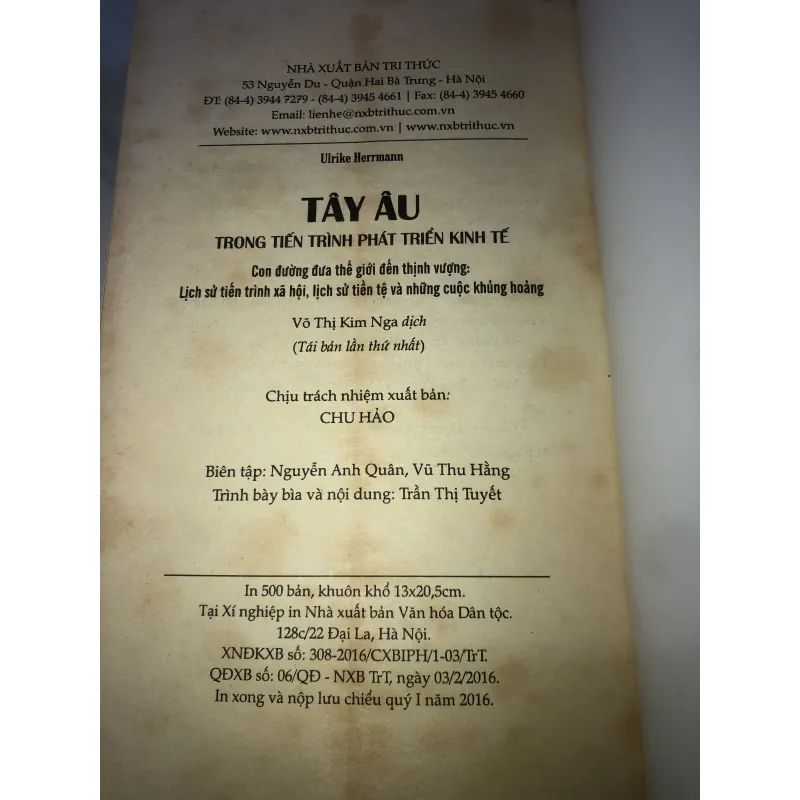 NHÀ XUẤT BẢN TRI THỨC
53 Nguyễn Du - Quận Hai Bà Trưng - Hà Nội
ĐT: (84-4) 3944 7279 - (84-4) 3945 4661 | Fax: (84-4) 3945 4660
Email: lienhe@nxbtrithuc.com.vn
Website: www.nxbtrithuc.com.vn | www.nxbtrithuc.vn
Ulrike Herrmann
TÂY ÂU
TRONG TIẾN TRÌNH PHÁT TRIỂN KINH TẾ
Con đường đưa thế giới đến thịnh vượng:
Lịch sử tiến trình xã hội, lịch sử tiền tệ và những cuộc khủng hoảng
Võ Thị Kim Nga dịch
(Tái bản lần thứ nhất)
Chịu trách nhiệm xuất bản:
CHU HẢO
Biên tập: Nguyễn Anh Quân, Vũ Thu Hằng
Trình bày bìa và nội dung: Trần Thị Tuyết
In 500 bản, khuôn khổ 13x20,5cm.
Tại Xí nghiệp in Nhà xuất bản Văn hóa Dân tộc.
128c/22 Đại La, Hà Nội.
XNĐKXB số: 308-2016/CXBIPH/1-03/TrT.
QĐXB số: 06/QĐ - NXB TrT, ngày 03/2/2016.
In xong và nộp lưu chiểu quý I năm 2016.